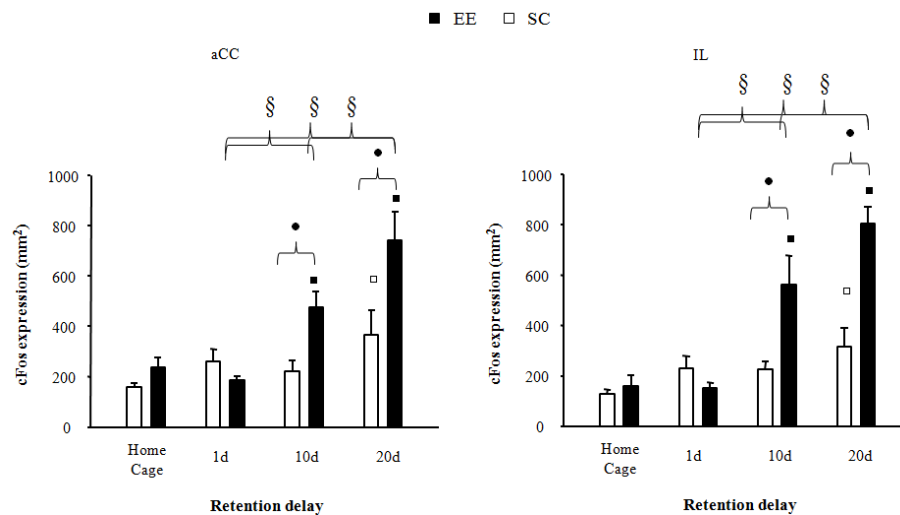 ■ EE □ SC
aCC
§ § §
1000
800
600
400
200
0
cFos expression (mm²)
Home Cage
1d
10d
20d
Retention delay
IL
§ § §
1000
800
600
400
200
0
cFos expression (mm²)
Home Cage
1d
10d
20d
Retention delay